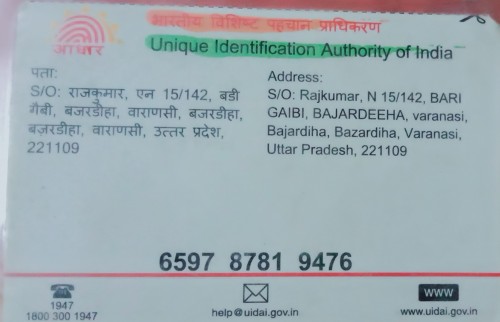 भारतीय विशिष्ट पहचान प्राधिकरण
आधार
Unique Identification Authority of India
पता:
S/O: राजकुमार, एन 15/142, बडी
गैबी, बजरडीहा, वाराणसी, बजरडीहा,
बज़रडीहा, वाराणसी, उत्तर प्रदेश,
221109
Address:
S/O: Rajkumar, N 15/142, BARI
GAIBI, BAJARDEEHA, varanasi,
Bajardiha, Bazardiha, Varanasi,
Uttar Pradesh, 221109
6597 8781 9476
1947
1800 300 1947
help@uidai.gov.in
WWW
www.uidai.gov.in